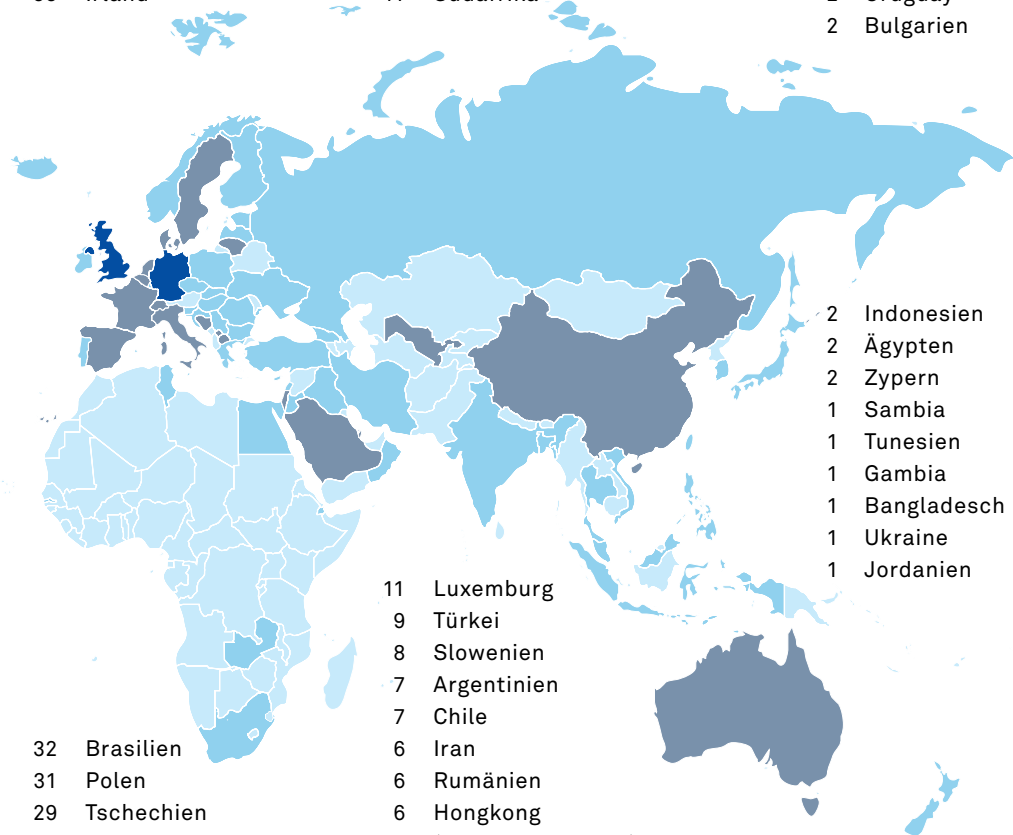 2 Bulgarien
2 Indonesien
2 Ägypten
2 Zypern
1 Sambia
1 Tunesien
1 Gambia
1 Bangladesch
1 Ukraine
1 Jordanien
11 Luxemburg
9 Türkei
8 Slowenien
7 Argentinien
7 Chile
6 Iran
6 Rumänien
6 Hongkong
32 Brasilien
31 Polen
29 Tschechien